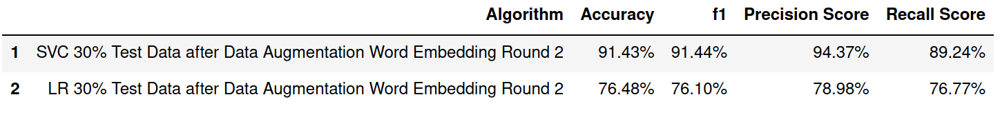 Algorithm Accuracy f1 Precision Score Recall Score
1 SVC 30% Test Data after Data Augmentation Word Embedding Round 2 91.43% 91.44% 94.37% 89.24%
2 LR 30% Test Data after Data Augmentation Word Embedding Round 2 76.48% 76.10% 78.98% 76.77%